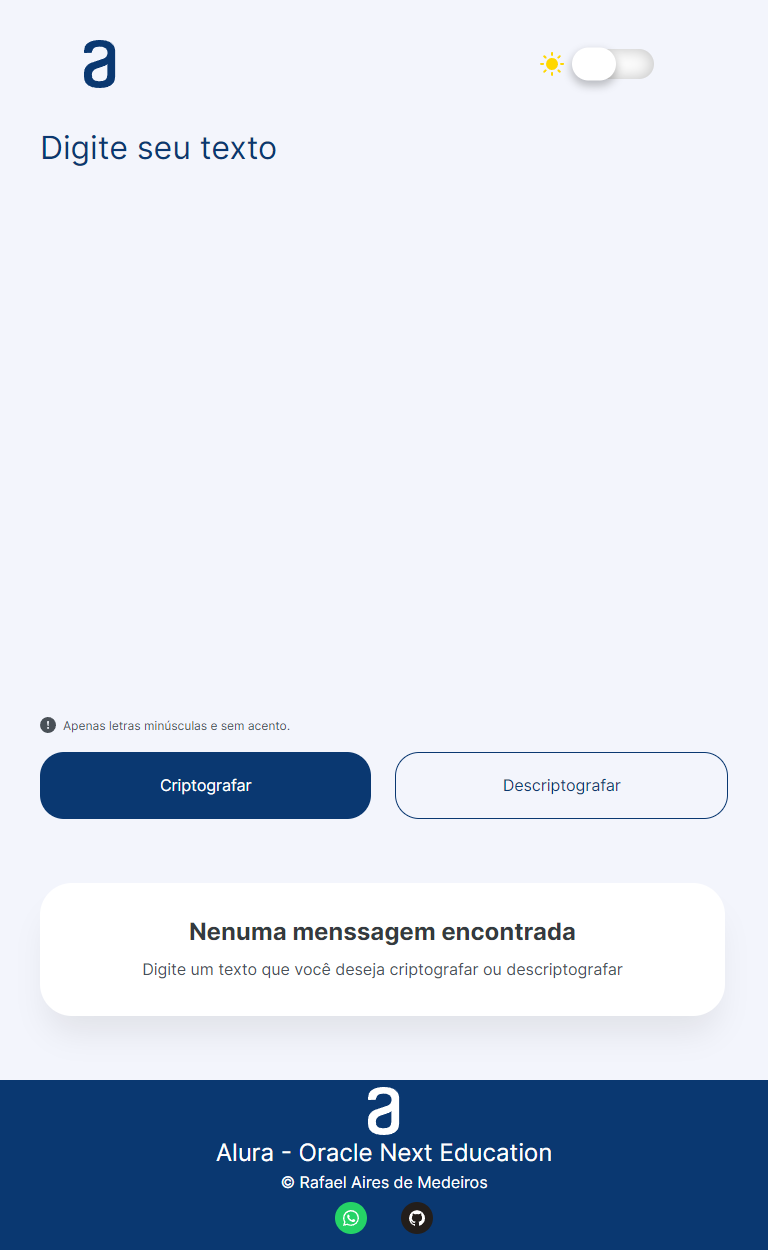 a
Digite seu texto
Apenas letras minúsculas e sem acento.
Criptografar
Descriptografar
Nenuma menssagem encontrada
Digite um texto que você deseja criptografar ou descriptografar
a
Alura - Oracle Next Education
© Rafael Aires de Medeiros